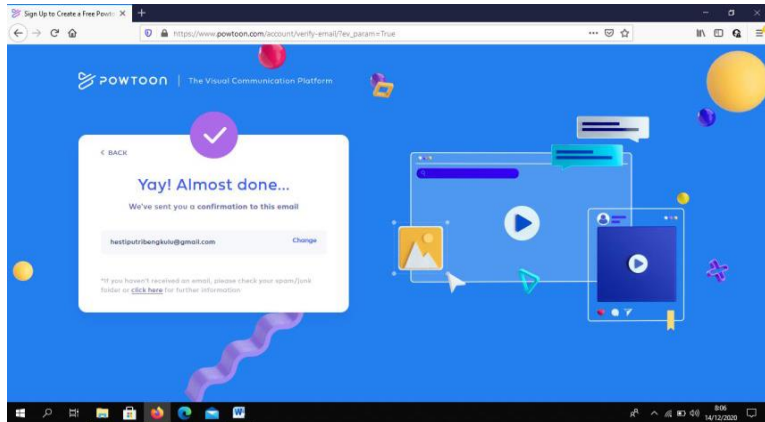 Sign Up to Create a Free Powto
https://www.powtoon.com/account/verify-email/?ev_param=True
POWTOON | The Visual Communication Platform
< BACK
Yay! Almost done...
We've sent you a confirmation to this email
hestiputribengkulu@gmail.com Change
*If you haven't received an email, please check your spam/junk
folder or click here for further information
8:06
14/12/2020